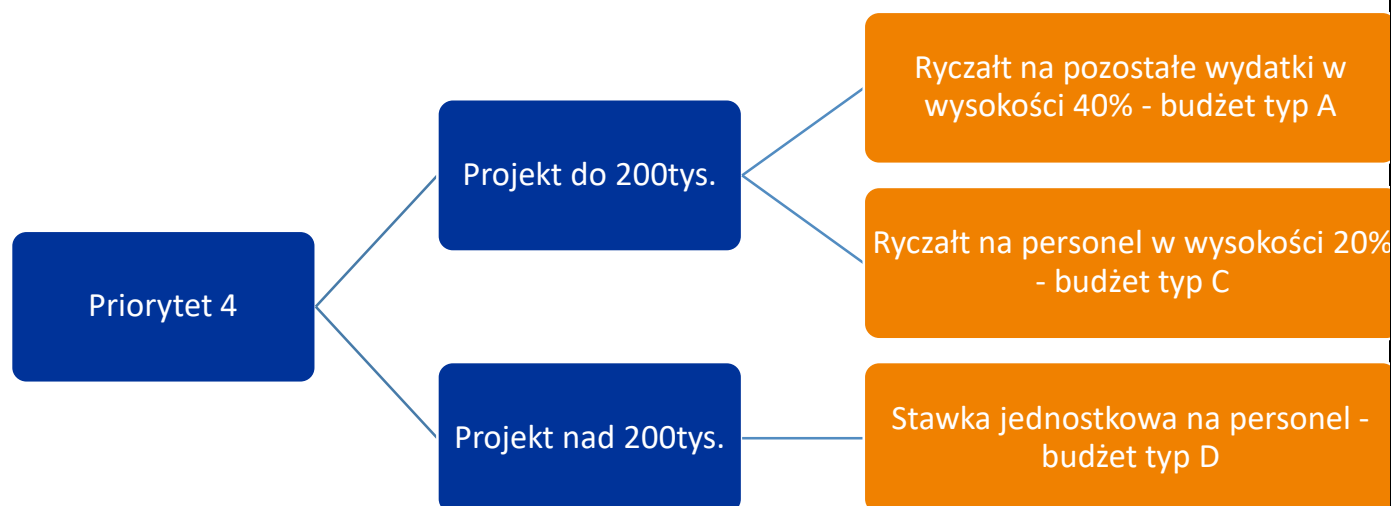 Priorytet 4
Projekt do 200tys.
Ryczałt na pozostałe wydatki w
wysokości 40% - budżet typ A
Ryczałt na personel w wysokości 20%
- budżet typ C
Projekt nad 200tys.
Stawka jednostkowa na personel -
budżet typ D